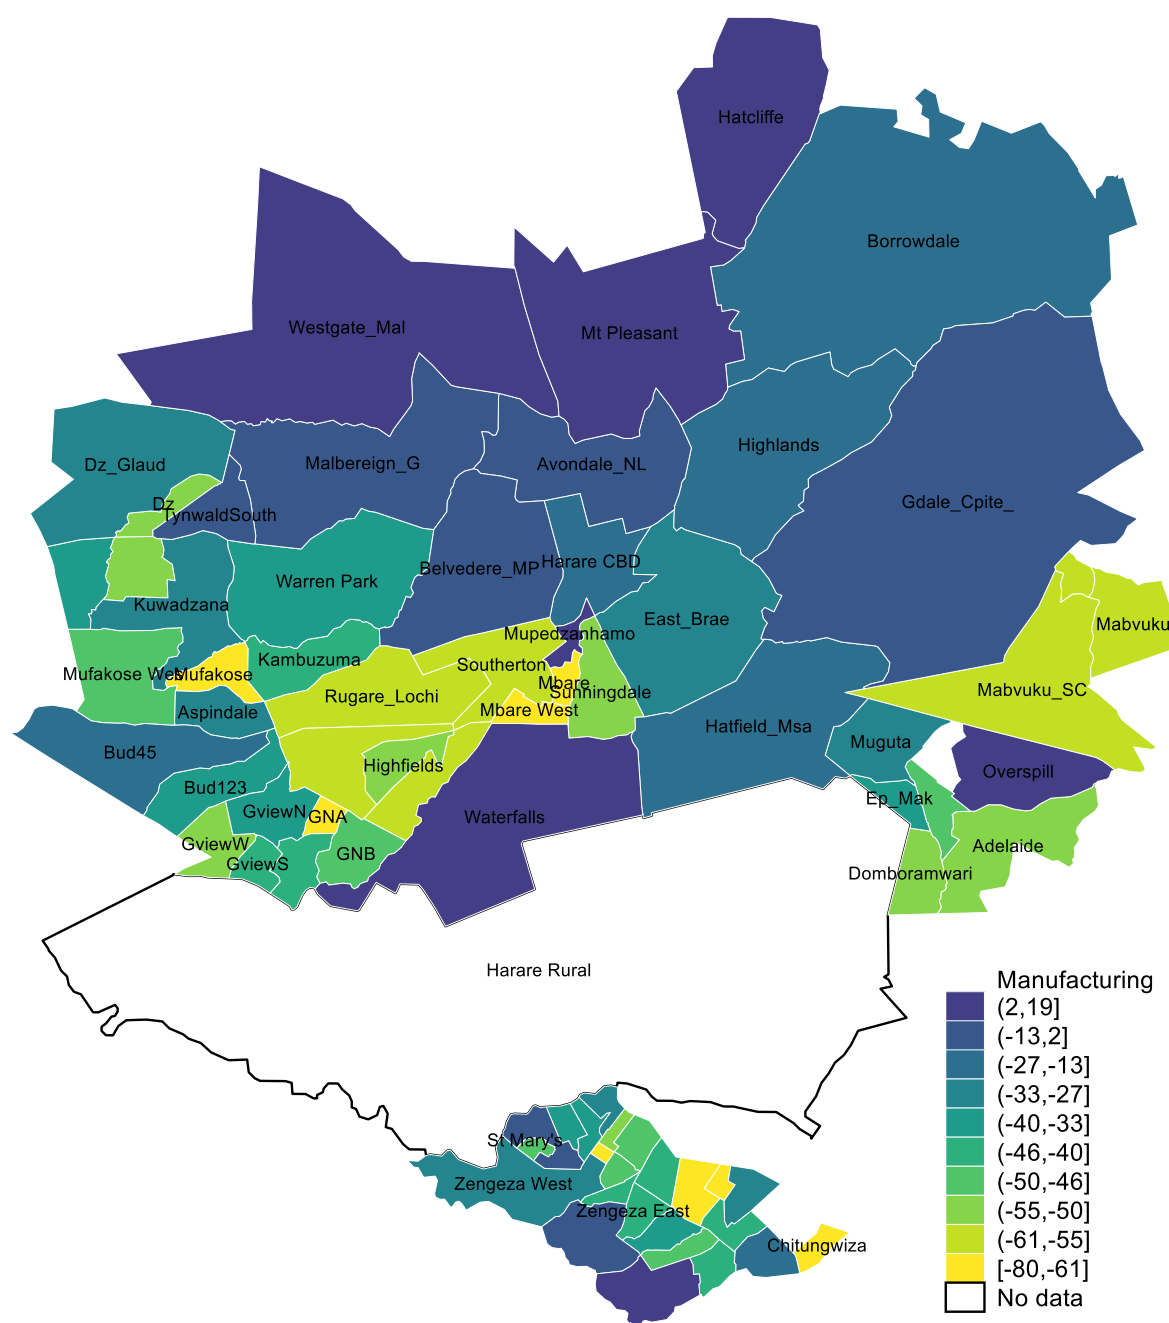 Hatcliffe
Borrowdale
Westgate_Mal
Mt Pleasant
Highlands
Dz_Glaud
Malbereign_G
Avondale_NL
Dz
TynwaldSouth
Gdale_Cpite_
Harare CBD
Belvedere_MP
Warren Park
Kuwadzana
East_Brae
Mabvuku
Mupedzanhamo
Kambuzuma
Southerton
Mufakose Wes
Mufakose
Mbare
Sunningdale
Mabvuku_SC
Rugare_Lochi
Mbare West
Aspindale
Hatfield_Msa
Muguta
Bud45
Highfields
Overspill
Bud123
Ep_Mak
GviewN
GNA
Waterfalls
GviewW
Adelaide
GNB
GviewS
Domboramwari
Harare Rural
St Mary's
Zengeza West
Zengeza East
Chitungwiza
Manufacturing
(2,19]
(-13,2]
(-27,-13]
(-33,-27]
(-40,-33]
(-46,-40]
(-50,-46]
(-55,-50]
(-61,-55]
[-80,-61]
No data